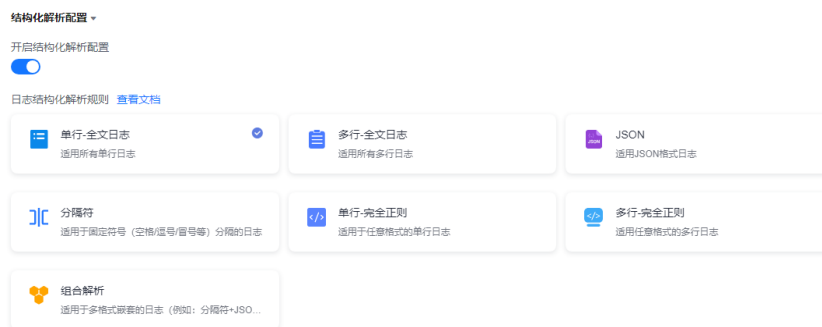 结构化解析配置
开启结构化解析配置
日志结构化解析规则 查看文档
单行-全文日志
适用所有单行日志
多行-全文日志
适用所有多行日志
JSON
适用JSON格式日志
分隔符
适用于固定符号（空格/逗号/冒号等）分隔的日志
单行-完全正则
适用于任意格式的单行日志
多行-完全正则
适用任意格式的多行日志
组合解析
适用于多格式嵌套的日志（例如：分隔符+JSO...